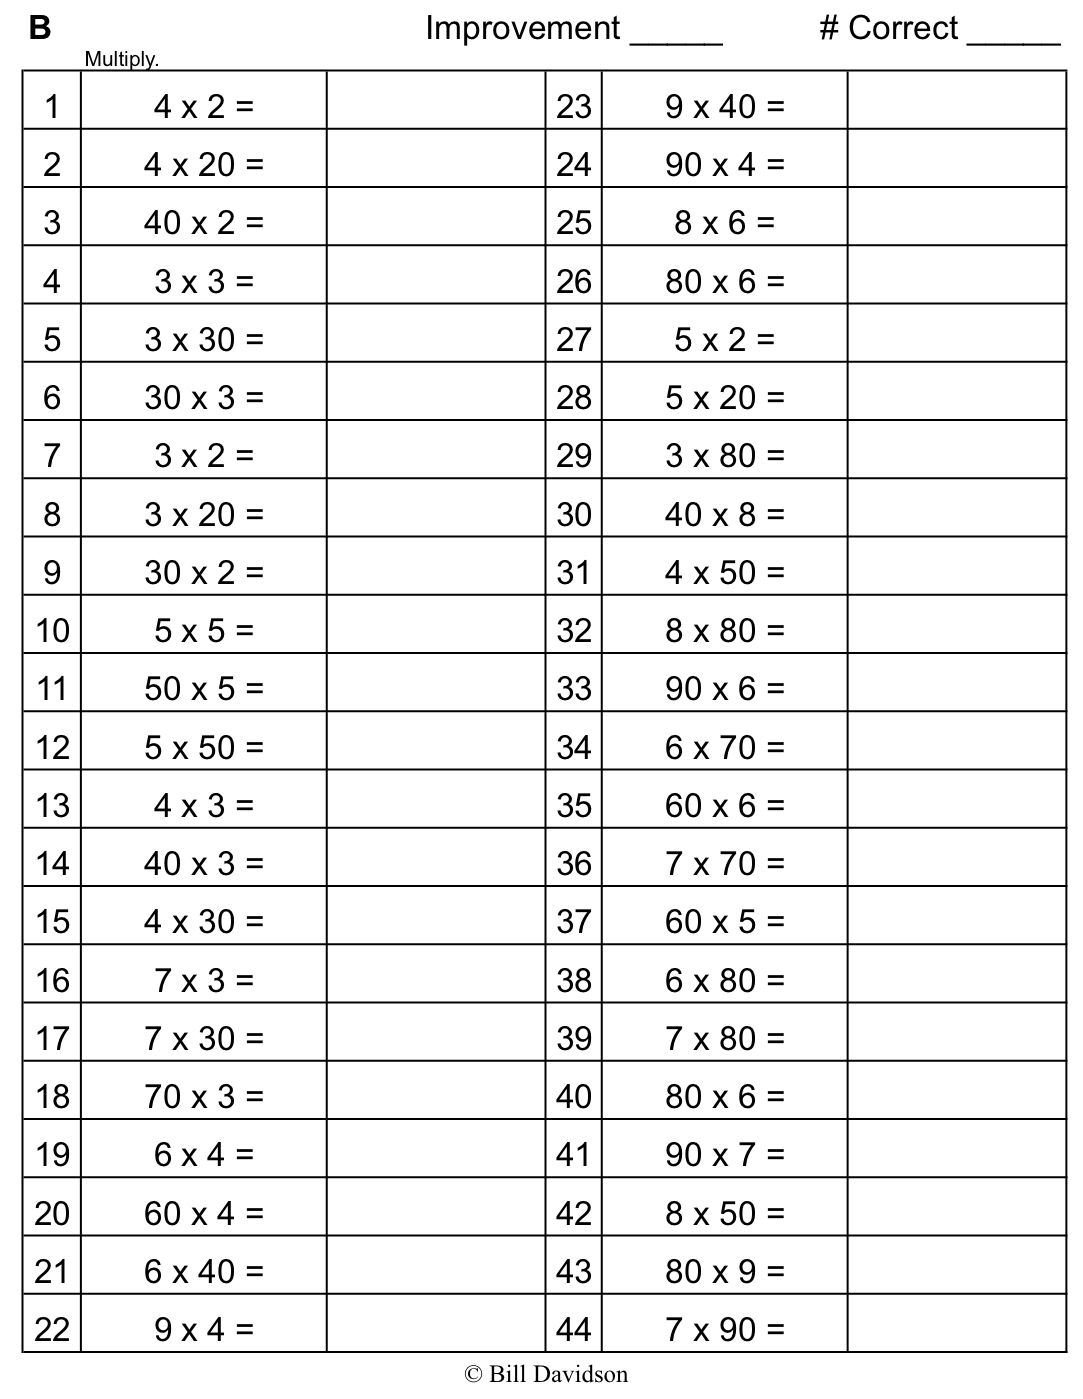 B Improvement _____ # Correct _____
Multiply.
1 4 x 2 = 23 9 x 40 =
2 4 x 20 = 24 90 x 4 =
3 40 x 2 = 25 8 x 6 =
4 3 x 3 = 26 80 x 6 =
5 3 x 30 = 27 5 x 2 =
6 30 x 3 = 28 5 x 20 =
7 3 x 2 = 29 3 x 80 =
8 3 x 20 = 30 40 x 8 =
9 30 x 2 = 31 4 x 50 =
10 5 x 5 = 32 8 x 80 =
11 50 x 5 = 33 90 x 6 =
12 5 x 50 = 34 6 x 70 =
13 4 x 3 = 35 60 x 6 =
14 40 x 3 = 36 7 x 70 =
15 4 x 30 = 37 60 x 5 =
16 7 x 3 = 38 6 x 80 =
17 7 x 30 = 39 7 x 80 =
18 70 x 3 = 40 80 x 6 =
19 6 x 4 = 41 90 x 7 =
20 60 x 4 = 42 8 x 50 =
21 6 x 40 = 43 80 x 9 =
22 9 x 4 = 44 7 x 90 =
© Bill Davidson